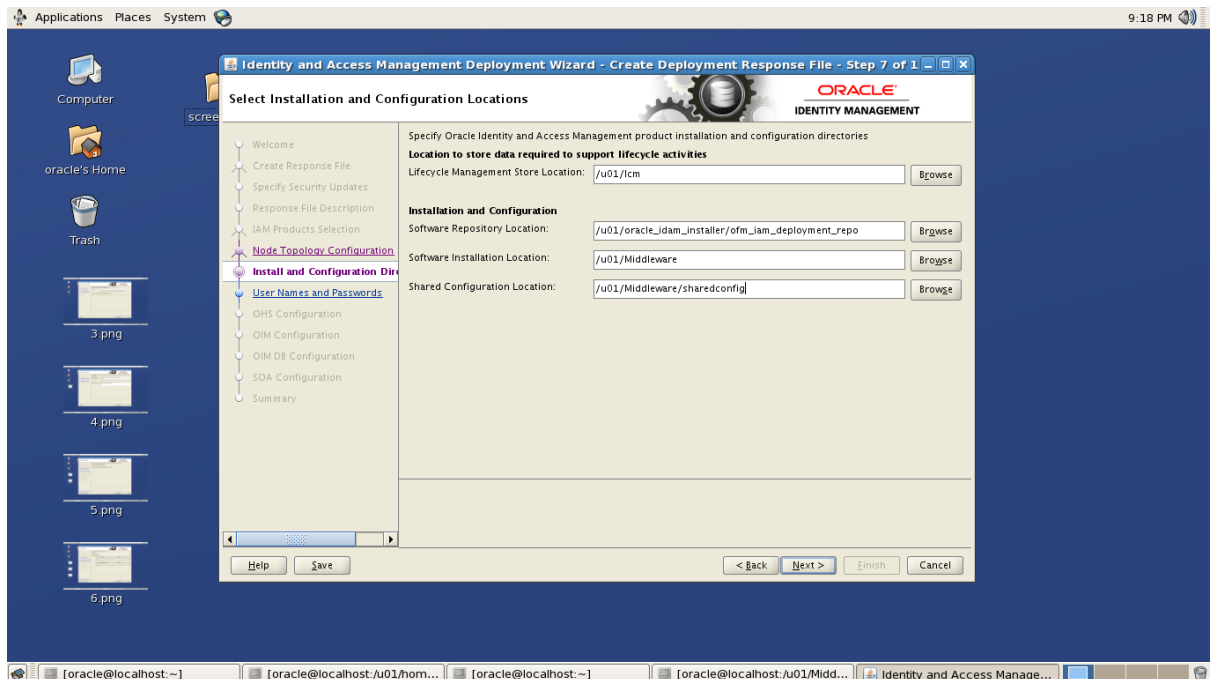 Applications Places System
9:18 PM
Computer
oracle's Home
Trash
scree
3.png
4.png
5.png
6.png
Identity and Access Management Deployment Wizard - Create Deployment Response File - Step 7 of 1
Select Installation and Configuration Locations
ORACLE
IDENTITY MANAGEMENT
Welcome
Create Response File
Specify Security Updates
Response File Description
IAM Products Selection
Node Topology Configuration
Install and Configuration Dire
User Names and Passwords
OHS Configuration
OIM Configuration
OIM DB Configuration
SOA Configuration
Summary
Specify Oracle Identity and Access Management product installation and configuration directories
Location to store data required to support lifecycle activities
Lifecycle Management Store Location: /u01/lcm Browse
Installation and Configuration
Software Repository Location: /u01/oracle_idam_installer/ofm_iam_deployment_repo Browse
Software Installation Location: /u01/Middleware Browse
Shared Configuration Location: /u01/Middleware/sharedconfig Browse
Help Save < Back Next > Finish Cancel
[oracle@localhost:~] [oracle@localhost:/u01/hom... [oracle@localhost:~] [oracle@localhost:/u01/Midd... Identity and Access Manage...